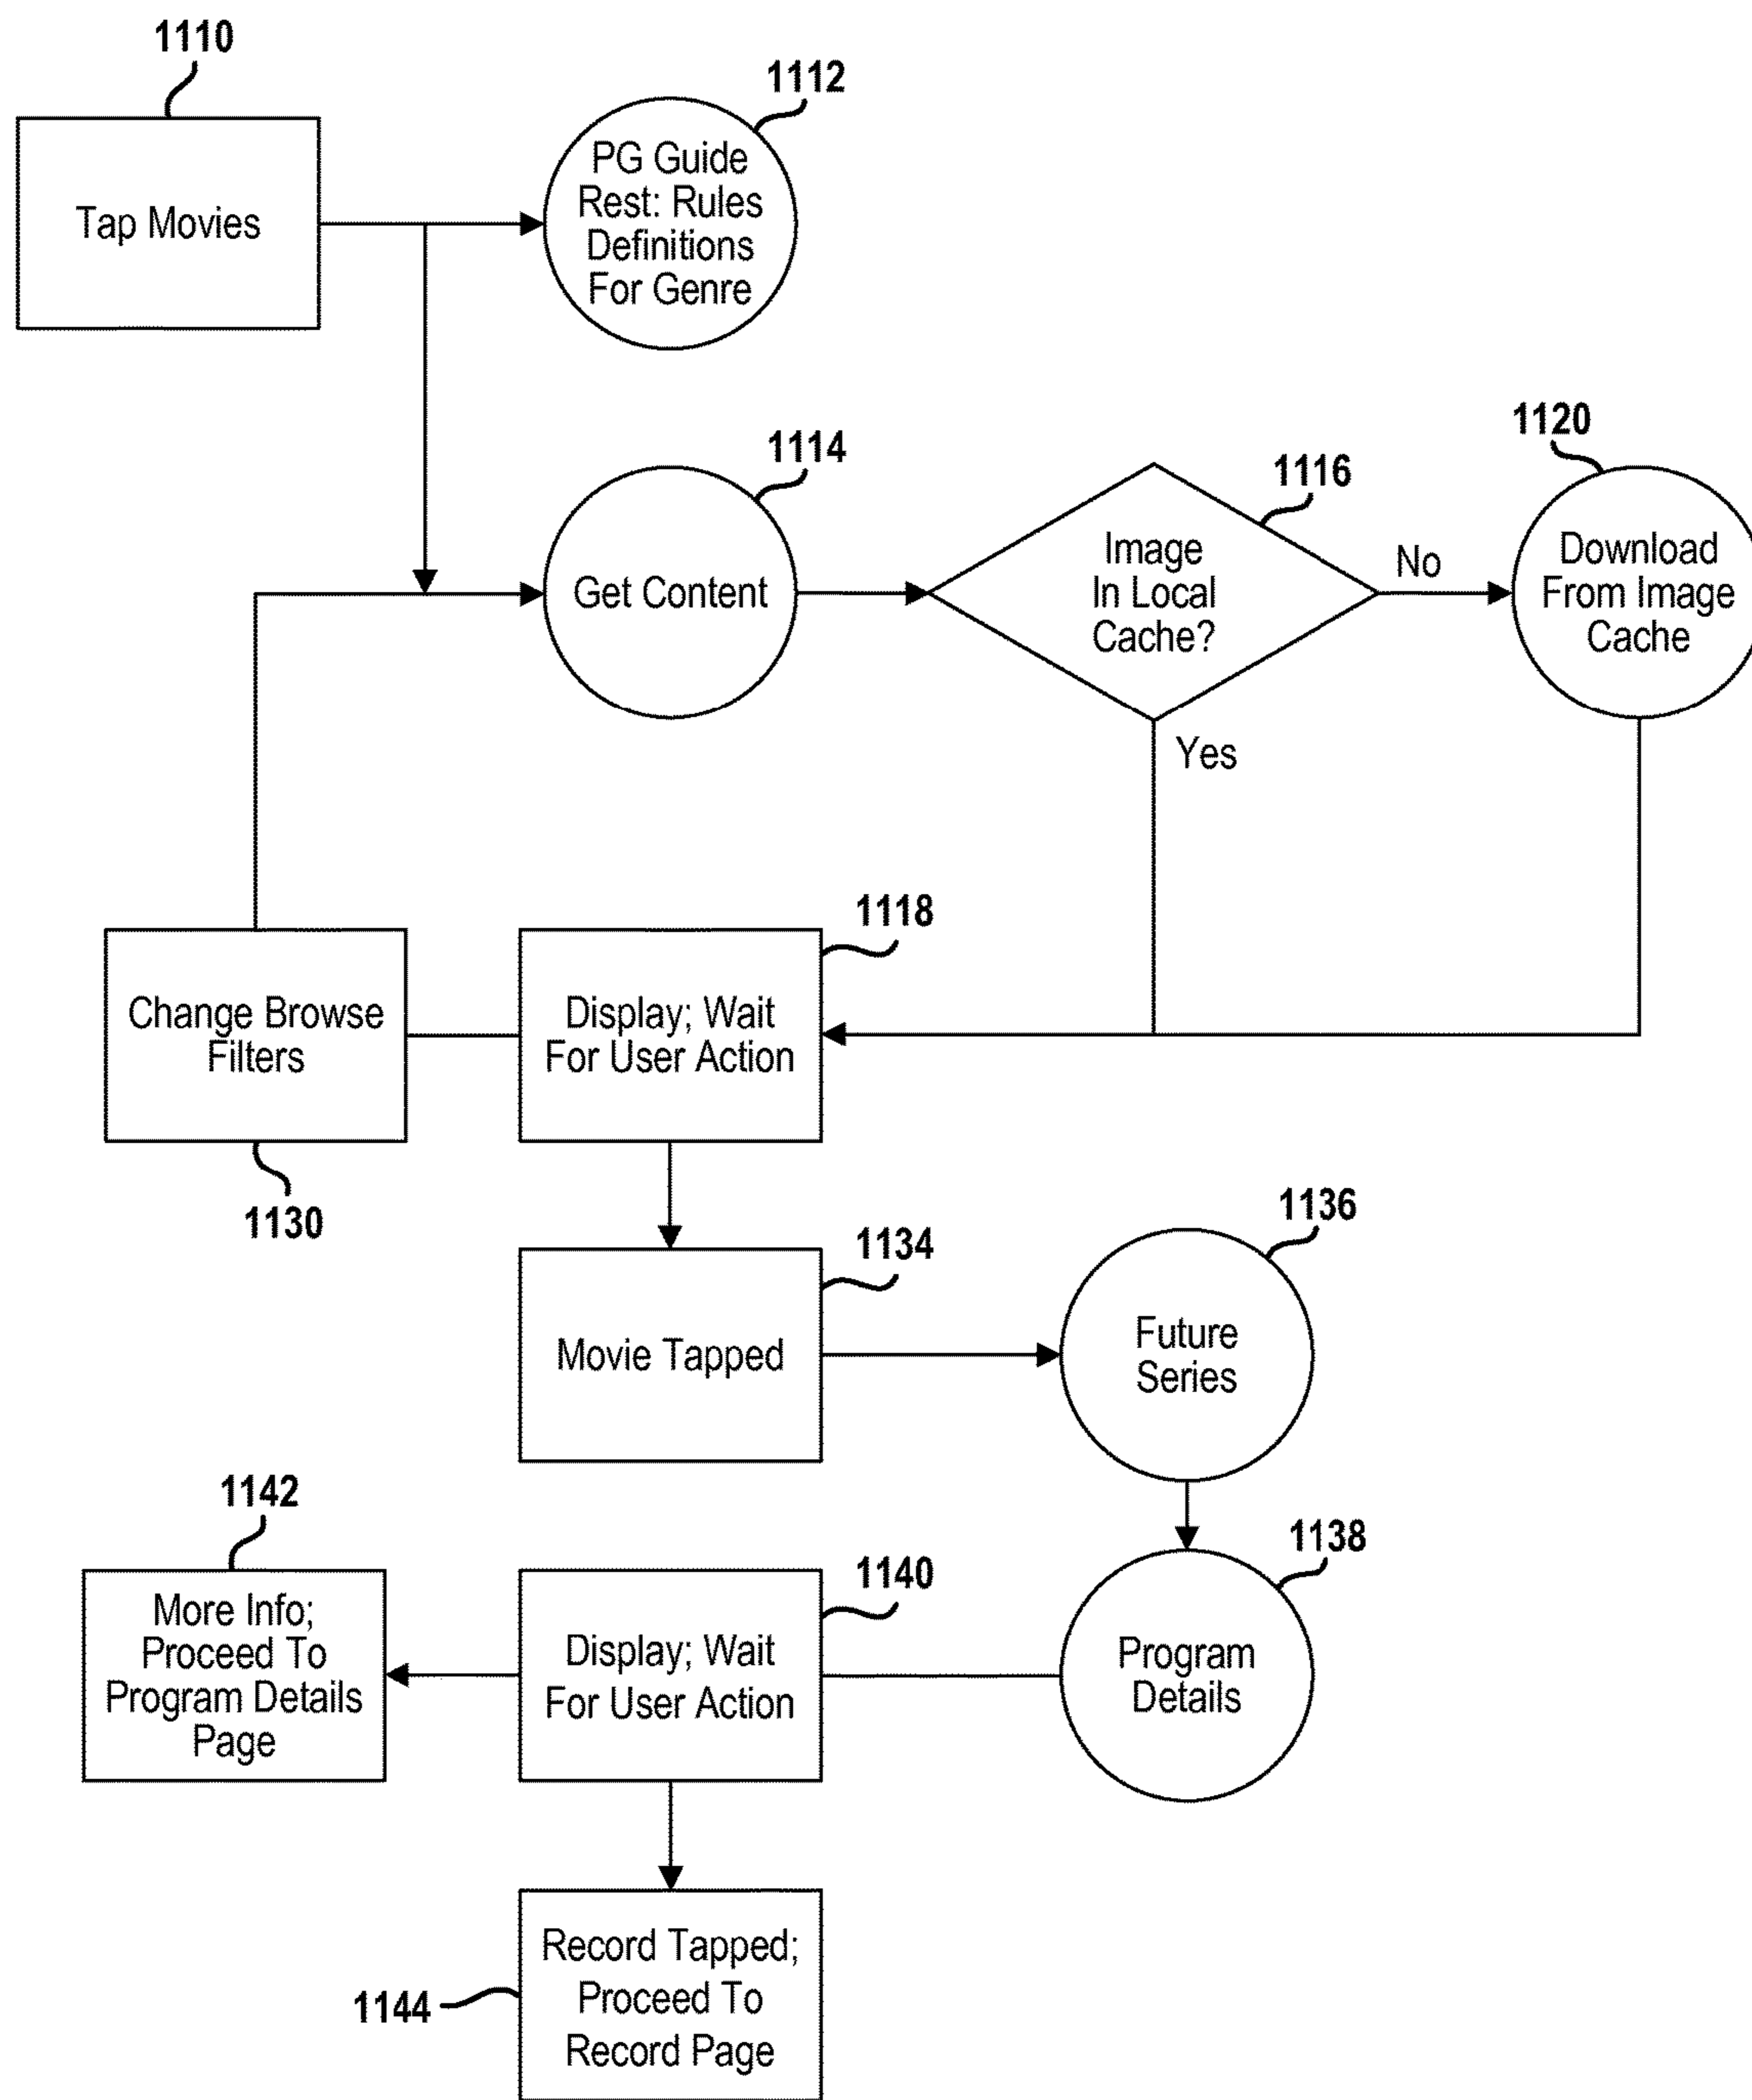 1110
Tap Movies
1112
PG Guide
Rest: Rules
Definitions
For Genre
1114
Get Content
1116
Image
In Local
Cache?
No
Yes
1120
Download
From Image
Cache
1118
Display; Wait
For User Action
Change Browse
Filters
1130
1134
Movie Tapped
1136
Future
Series
1138
Program
Details
1140
Display; Wait
For User Action
1142
More Info;
Proceed To
Program Details
Page
Record Tapped;
Proceed To
Record Page
1144